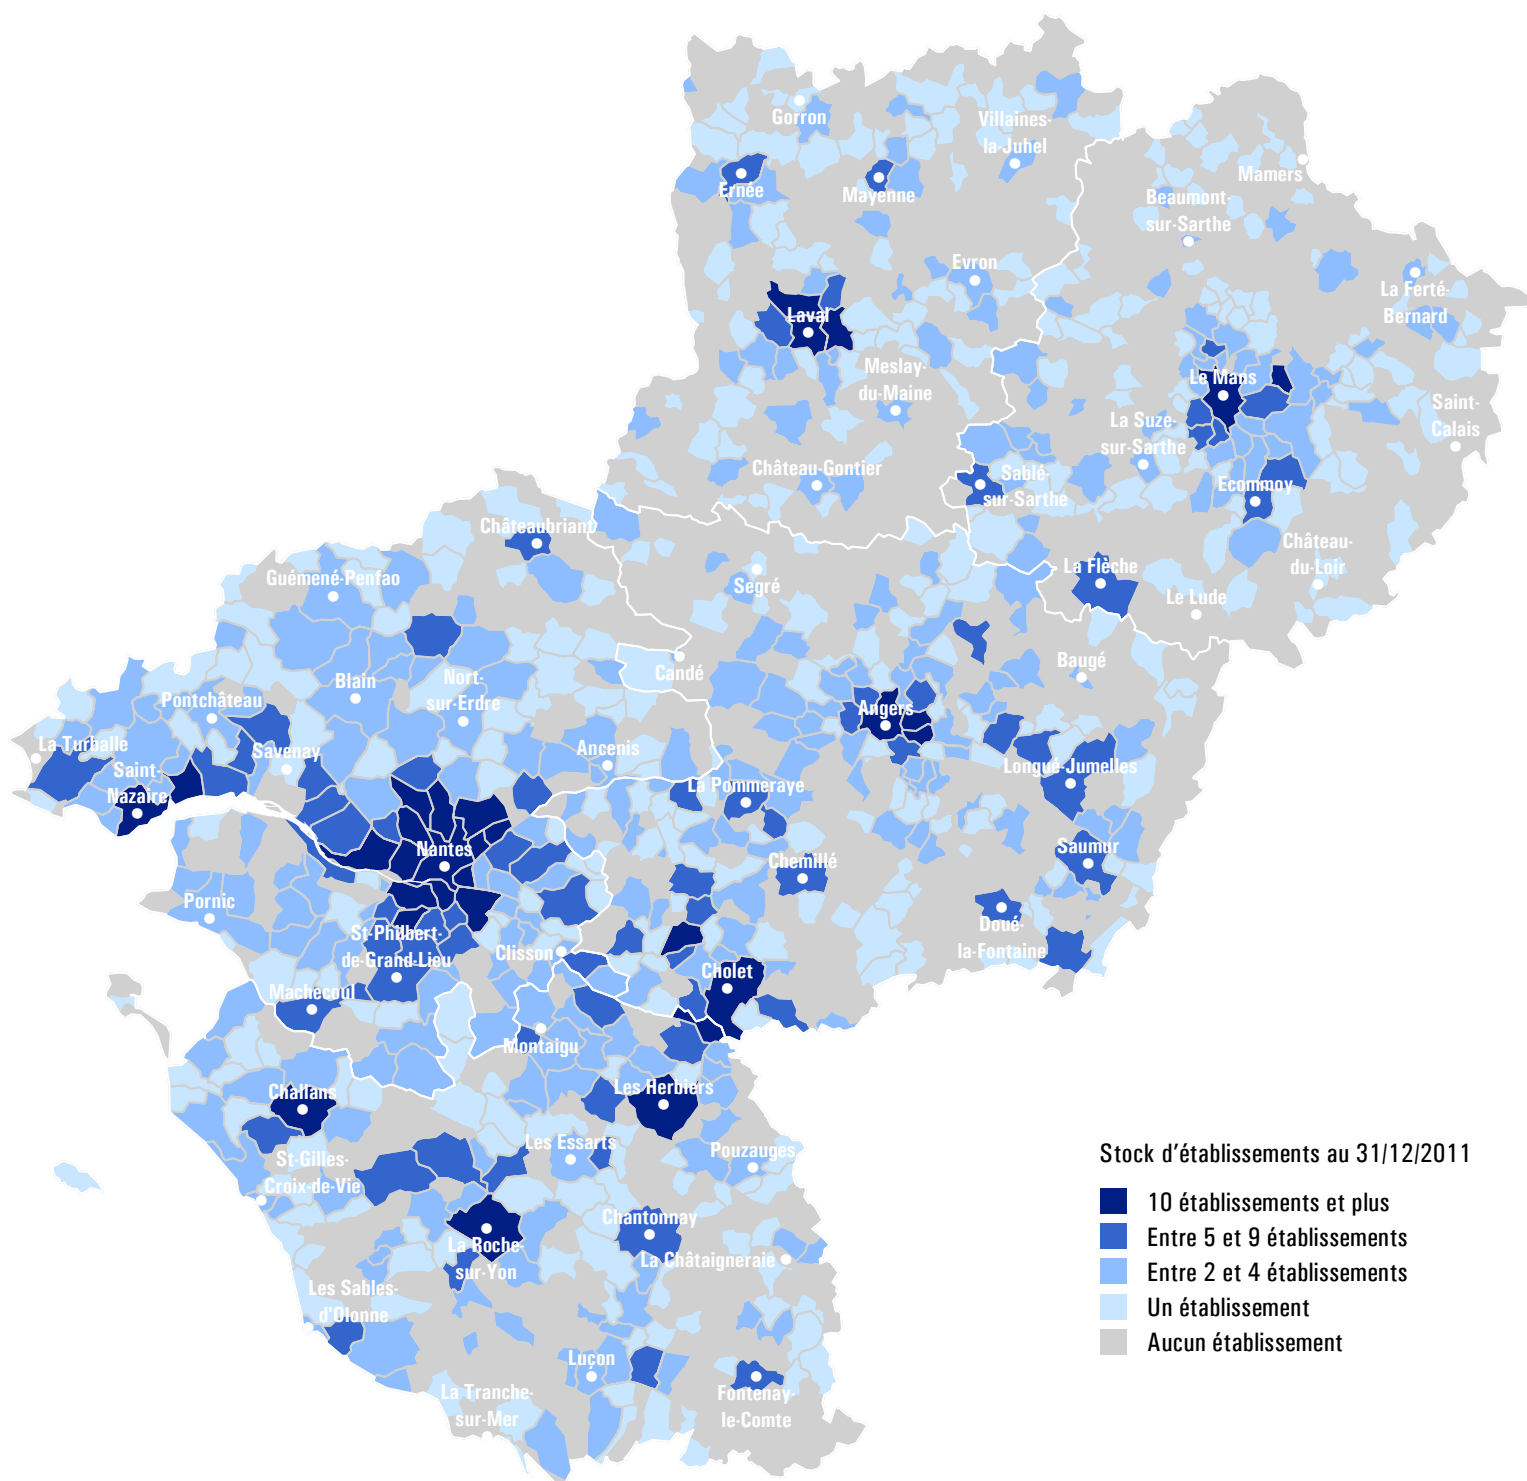 Gorron
Villaines-
la-Juhel
Mamers
Ernée
Mayenne
Beaumont-
sur-Sarthe
Evron
La Ferté-
Bernard
Laval
Meslay-
du-Maine
Le Mans
Saint-
Calais
La Suze-
sur-Sarthe
Château-Gontier
Sablé-
sur-Sarthe
Ecommoy
Châteaubriant
Château-
du-Loir
Guémené-Penfao
Segré
La Flèche
Le Lude
Candé
Baugé
Blain
Nort-
sur-Erdre
Pontchâteau
Angers
La Turballe
Savenay
Ancenis
Saint-
Nazaire
La Pommeraye
Longué-Jumelles
Nantes
Chemillé
Saumur
Pornic
St-Philbert-
de-Grand-Lieu
Clisson
Doué-
la-Fontaine
Cholet
Machecoul
Montaigu
Challans
Les Herbiers
Les Essarts
Pouzauges
St-Gilles-
Croix-de-Vie
Chantonnay
La Roche-
sur-Yon
La Châtaigneraie
Les Sables-
d'Olonne
Luçon
La Tranche-
sur-Mer
Fontenay-
le-Comte
Stock d'établissements au 31/12/2011
10 établissements et plus
Entre 5 et 9 établissements
Entre 2 et 4 établissements
Un établissement
Aucun établissement